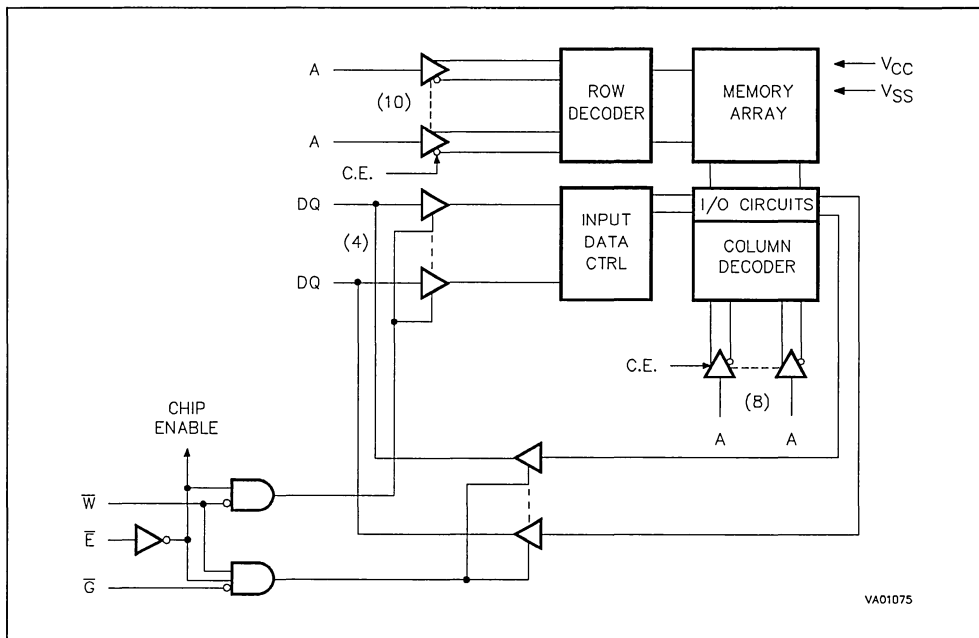 A
(10)
A
C.E.
ROW
DECODER
MEMORY
ARRAY
VCC
VSS
DQ
(4)
DQ
INPUT
DATA
CTRL
I/O CIRCUITS
COLUMN
DECODER
C.E.
(8)
A A
CHIP
ENABLE
W̅
E̅
G̅
VA01075